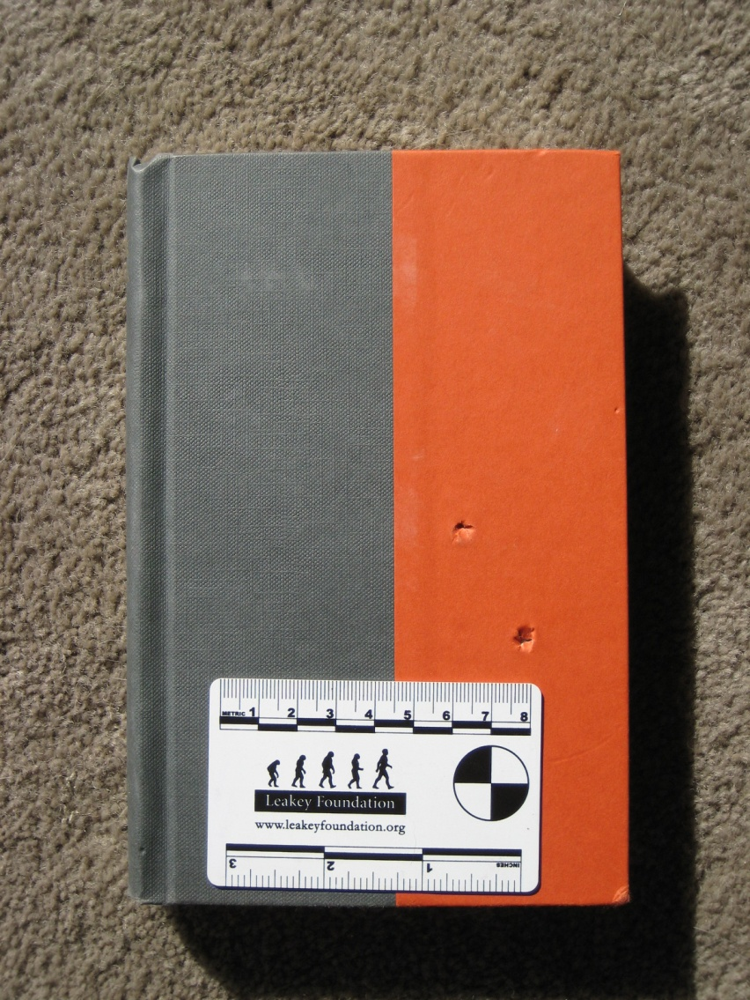 METRIC 1 2 3 4 5 6 7 8
Leakey Foundation
www.leakeyfoundation.org
INCHES 1 2 3